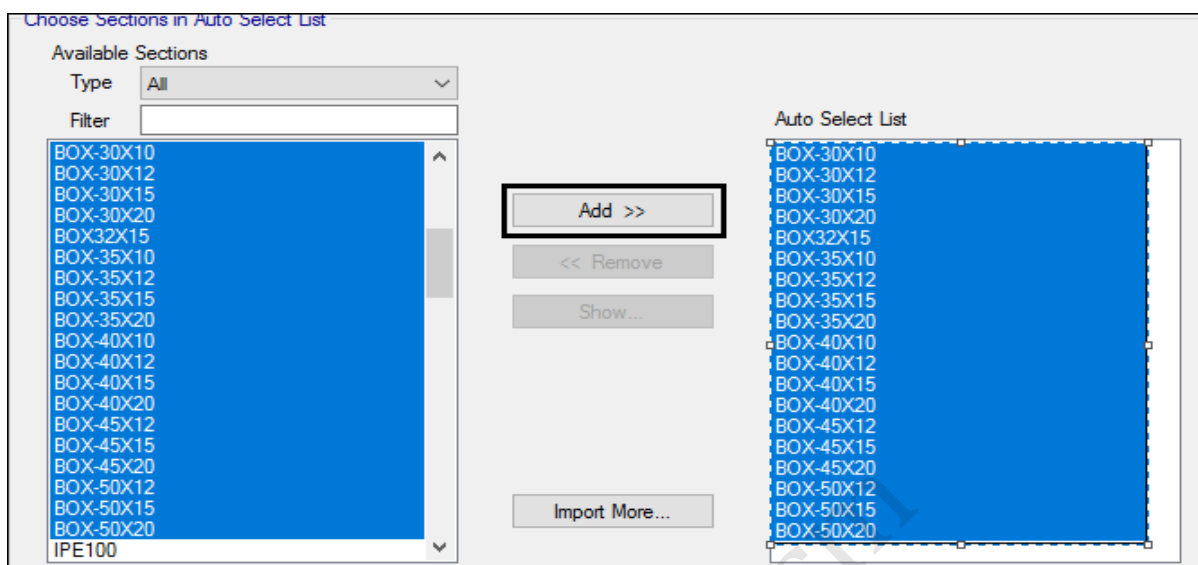 Choose Sections in Auto Select List
Available Sections
Type All
Filter
BOX-30X10
BOX-30X12
BOX-30X15
BOX-30X20
BOX32X15
BOX-35X10
BOX-35X12
BOX-35X15
BOX-35X20
BOX-40X10
BOX-40X12
BOX-40X15
BOX-40X20
BOX-45X12
BOX-45X15
BOX-45X20
BOX-50X12
BOX-50X15
BOX-50X20
IPE100
Add >>
<< Remove
Show...
Import More...
Auto Select List
BOX-30X10
BOX-30X12
BOX-30X15
BOX-30X20
BOX32X15
BOX-35X10
BOX-35X12
BOX-35X15
BOX-35X20
BOX-40X10
BOX-40X12
BOX-40X15
BOX-40X20
BOX-45X12
BOX-45X15
BOX-45X20
BOX-50X12
BOX-50X15
BOX-50X20